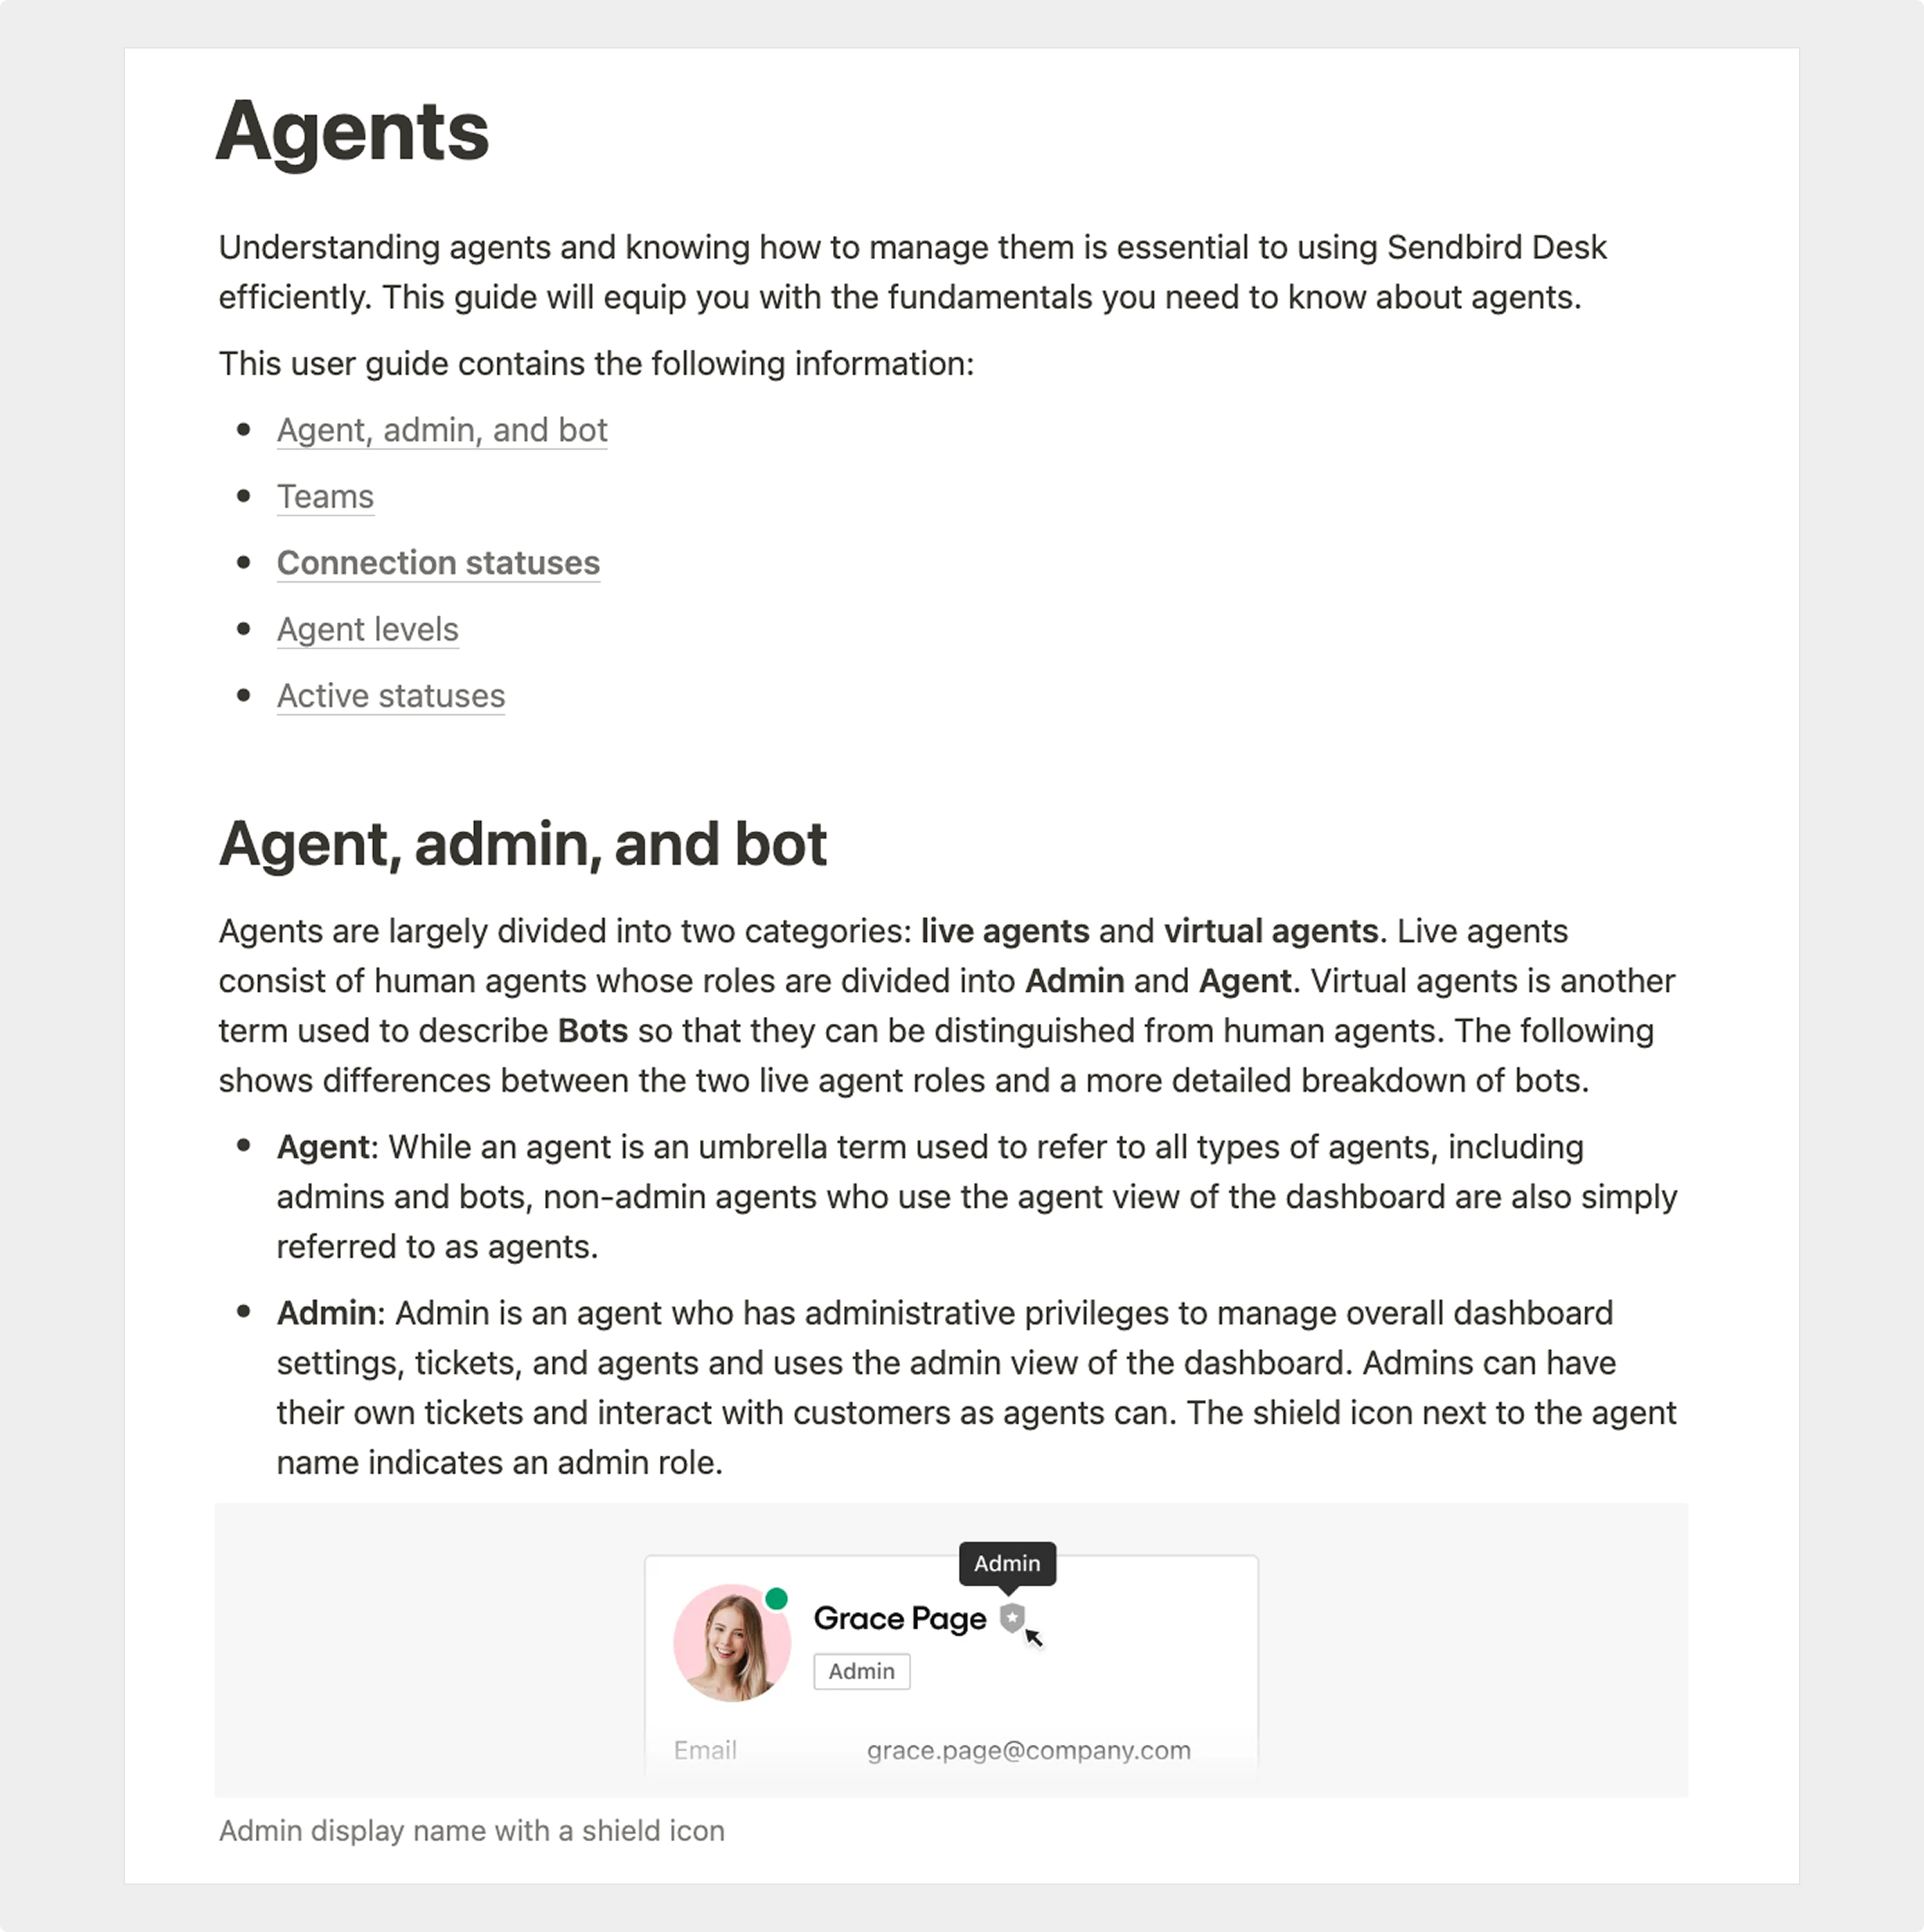 Agents
Understanding agents and knowing how to manage them is essential to using Sendbird Desk
efficiently. This guide will equip you with the fundamentals you need to know about agents.
This user guide contains the following information:
• Agent, admin, and bot
• Teams
• Connection statuses
• Agent levels
• Active statuses
Agent, admin, and bot
Agents are largely divided into two categories: live agents and virtual agents. Live agents
consist of human agents whose roles are divided into Admin and Agent. Virtual agents is another
term used to describe Bots so that they can be distinguished from human agents. The following
shows differences between the two live agent roles and a more detailed breakdown of bots.
• Agent: While an agent is an umbrella term used to refer to all types of agents, including
admins and bots, non-admin agents who use the agent view of the dashboard are also simply
referred to as agents.
• Admin: Admin is an agent who has administrative privileges to manage overall dashboard
settings, tickets, and agents and uses the admin view of the dashboard. Admins can have
their own tickets and interact with customers as agents can. The shield icon next to the agent
name indicates an admin role.
Admin
Grace Page
Admin
Email grace.page@company.com
Admin display name with a shield icon